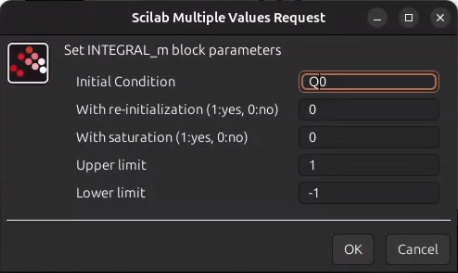 Scilab Multiple Values Request
Set INTEGRAL_m block parameters
Initial Condition Q0
With re-initialization (1:yes, 0:no) 0
With saturation (1:yes, 0:no) 0
Upper limit 1
Lower limit -1
OK Cancel